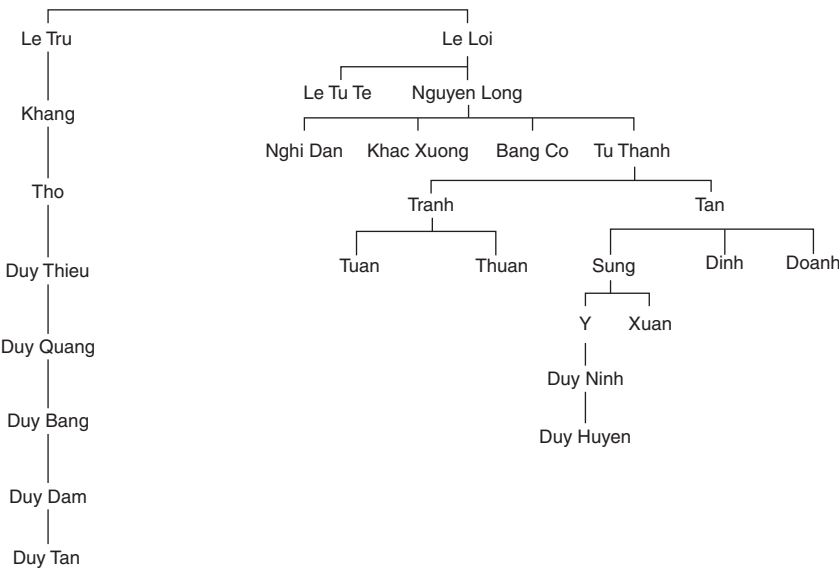 Le Tru
Le Loi
Le Tu Te
Nguyen Long
Khang
Nghi Dan
Khac Xuong
Bang Co
Tu Thanh
Tho
Tranh
Tan
Duy Thieu
Tuan
Thuan
Sung
Dinh
Doanh
Y
Xuan
Duy Quang
Duy Ninh
Duy Bang
Duy Huyen
Duy Dam
Duy Tan